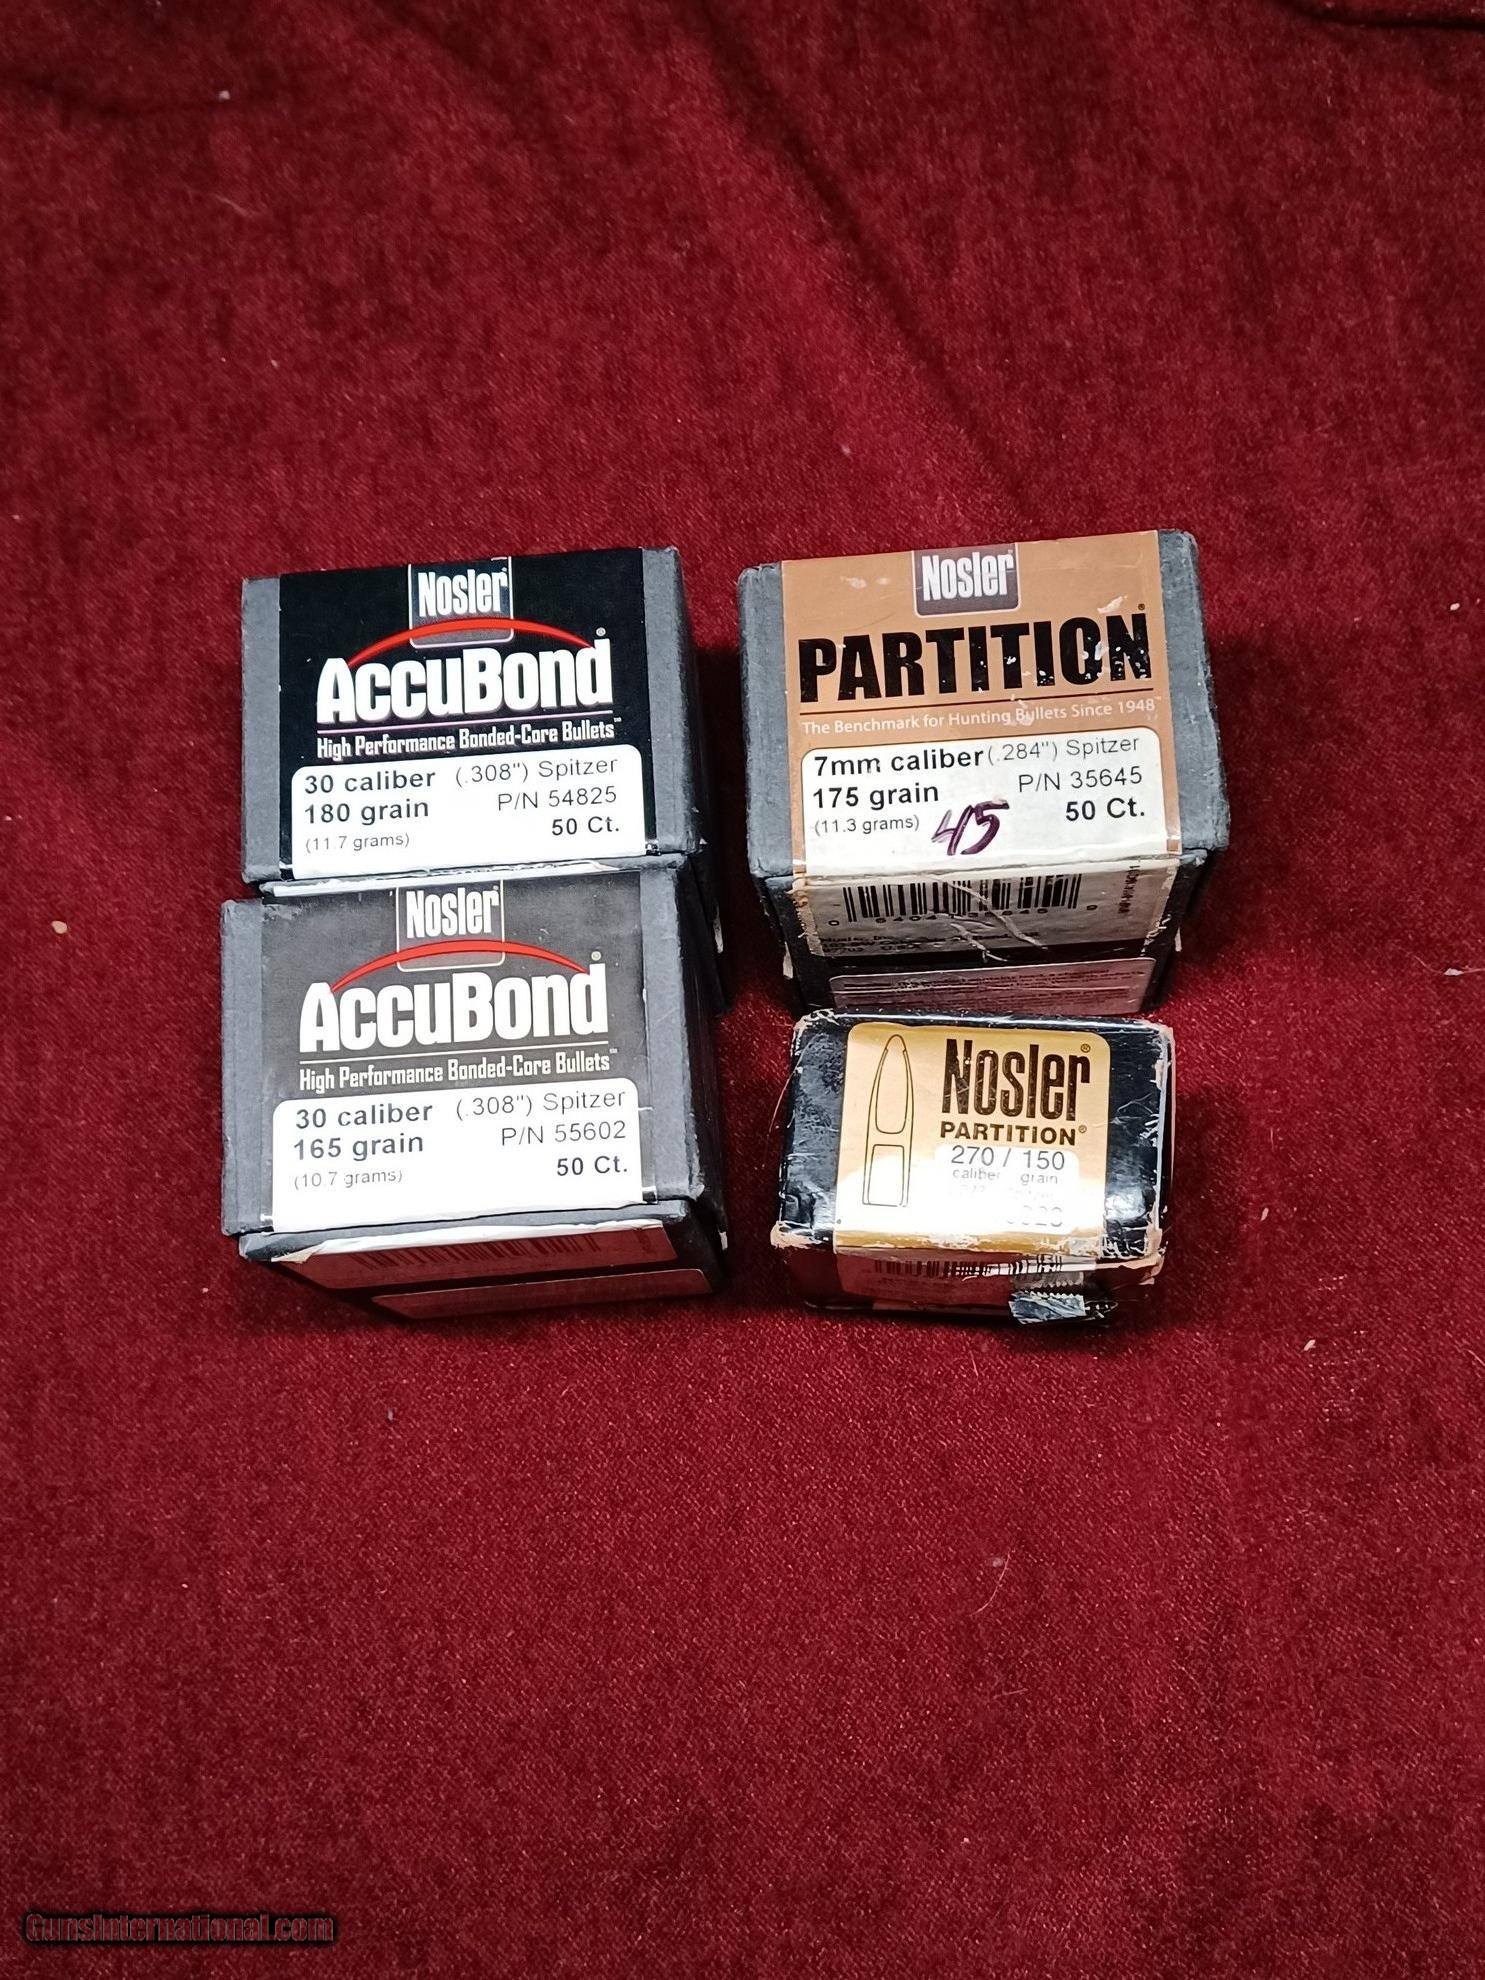 Nosler
AccuBond®
High Performance Bonded-Core Bullets™
30 caliber (.308") Spitzer
180 grain P/N 54825
(11.7 grams) 50 Ct.
Nosler
AccuBond®
High Performance Bonded-Core Bullets™
30 caliber (.308") Spitzer
165 grain P/N 55602
(10.7 grams) 50 Ct.
Nosler
PARTITION®
The Benchmark for Hunting Bullets Since 1948
7mm caliber (.284") Spitzer
175 grain P/N 35645
(11.3 grams) 45 50 Ct.
Nosler®
PARTITION®
270 / 150
caliber grain
GunsInternational.com